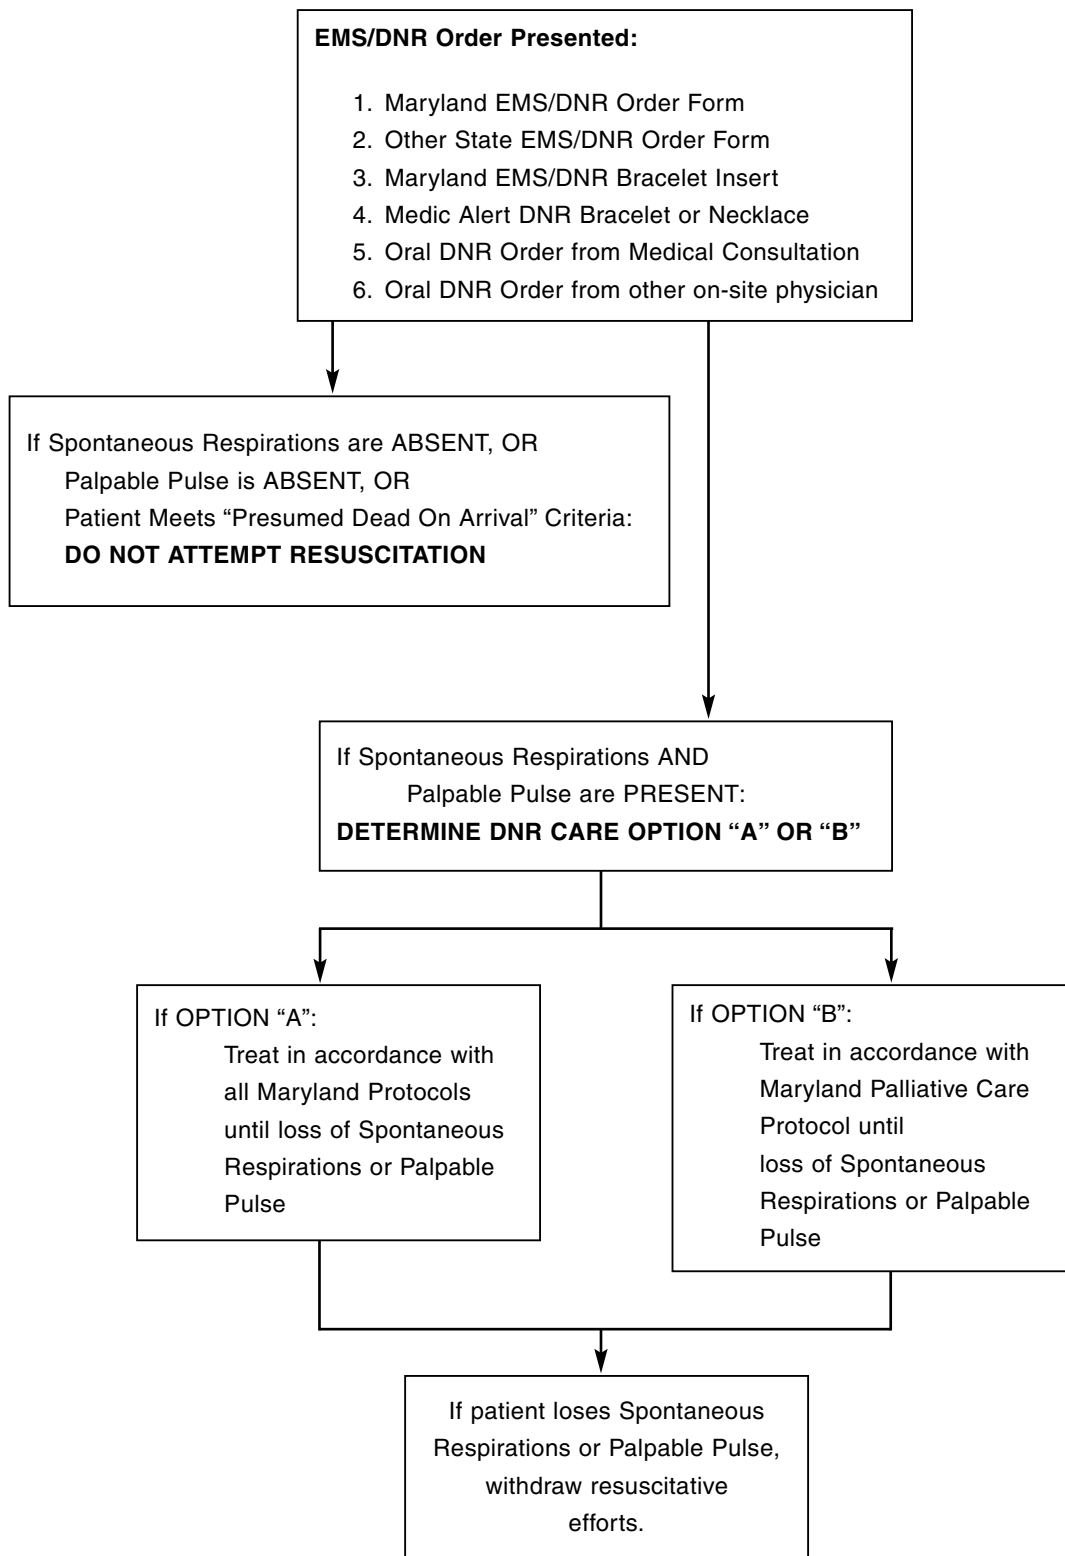 EMS/DNR Order Presented:
1. Maryland EMS/DNR Order Form
2. Other State EMS/DNR Order Form
3. Maryland EMS/DNR Bracelet Insert
4. Medic Alert DNR Bracelet or Necklace
5. Oral DNR Order from Medical Consultation
6. Oral DNR Order from other on-site physician
If Spontaneous Respirations are ABSENT, OR
Palpable Pulse is ABSENT, OR
Patient Meets “Presumed Dead On Arrival” Criteria:
DO NOT ATTEMPT RESUSCITATION
If Spontaneous Respirations AND
Palpable Pulse are PRESENT:
DETERMINE DNR CARE OPTION “A” OR “B”
If OPTION “A”:
Treat in accordance with
all Maryland Protocols
until loss of Spontaneous
Respirations or Palpable
Pulse
If OPTION “B”:
Treat in accordance with
Maryland Palliative Care
Protocol until
loss of Spontaneous
Respirations or Palpable
Pulse
If patient loses Spontaneous
Respirations or Palpable Pulse,
withdraw resuscitative
efforts.